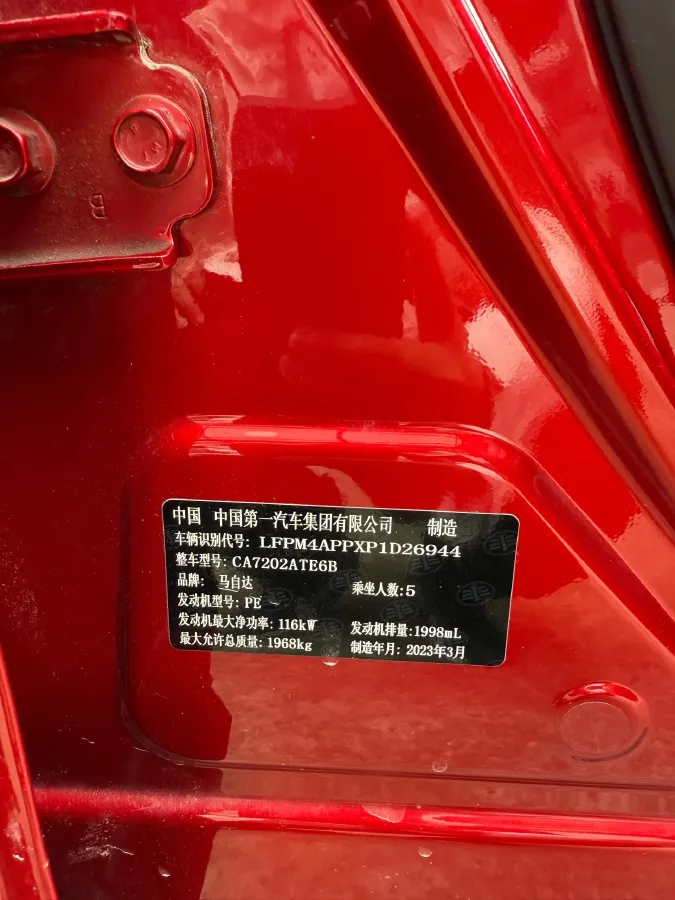 B
中国 中国第一汽车集团有限公司 制造
车辆识别代号: LFPM4APPXP1D26944
整车型号: CA7202ATE6B
品牌: 马自达 乘坐人数:5
发动机型号: PE
发动机最大净功率: 116kW 发动机排量:1998mL
最大允许总质量: 1968kg 制造年月: 2023年3月